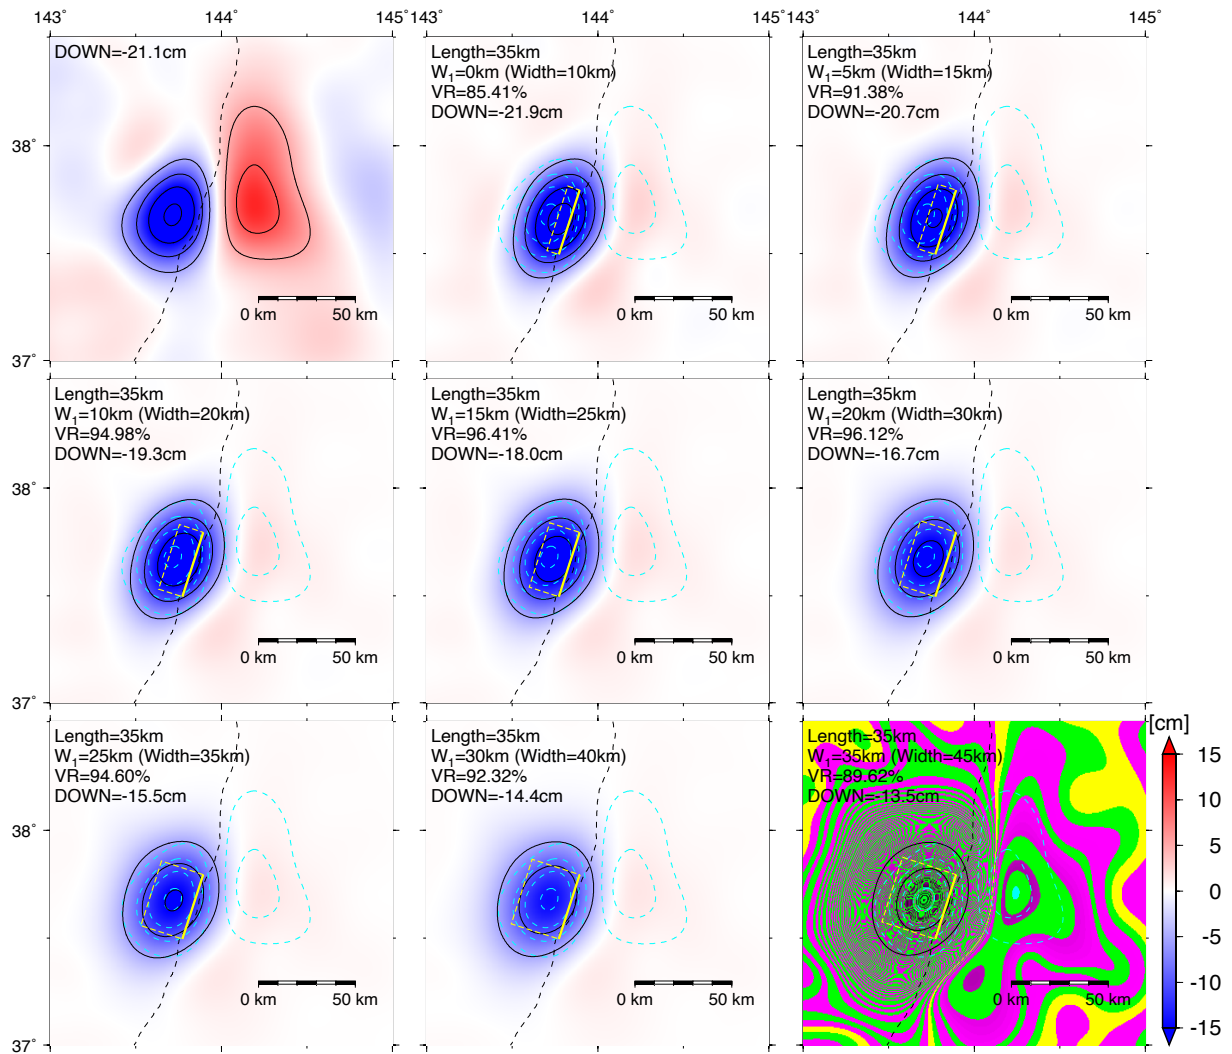 143° 144° 145° 143° 144° 145° 143° 144° 145°
38°
37°
DOWN=-21.1cm
0 km 50 km
Length=35km
W₁=0km (Width=10km)
VR=85.41%
DOWN=-21.9cm
0 km 50 km
Length=35km
W₁=5km (Width=15km)
VR=91.38%
DOWN=-20.7cm
0 km 50 km
38°
37°
Length=35km
W₁=10km (Width=20km)
VR=94.98%
DOWN=-19.3cm
0 km 50 km
Length=35km
W₁=15km (Width=25km)
VR=96.41%
DOWN=-18.0cm
0 km 50 km
Length=35km
W₁=20km (Width=30km)
VR=96.12%
DOWN=-16.7cm
0 km 50 km
38°
37°
Length=35km
W₁=25km (Width=35km)
VR=94.60%
DOWN=-15.5cm
0 km 50 km
Length=35km
W₁=30km (Width=40km)
VR=92.32%
DOWN=-14.4cm
0 km 50 km
Length=35km
W₁=35km (Width=45km)
VR=89.62%
DOWN=-13.5cm
0 km 50 km
[cm]
15
10
5
0
-5
-10
-15